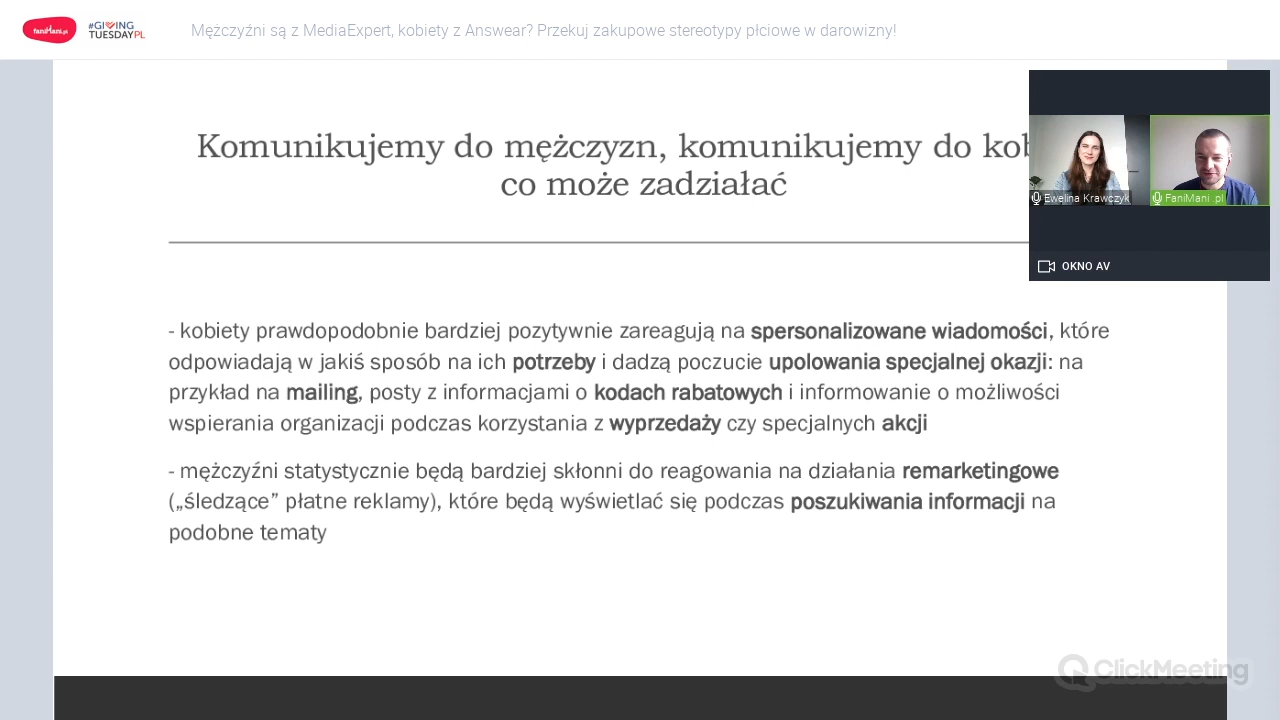 faniMani.pl
#GIVING
TUESDAYPL
Mężczyźni są z MediaExpert, kobiety z Answear? Przekuj zakupowe stereotypy płciowe w darowizny!
Komunikujemy do mężczyzn, komunikujemy do kob
co może zadziałać
Ewelina Krawczyk
FaniMani .pl
OKNO AV
- kobiety prawdopodobnie bardziej pozytywnie zareagują na spersonalizowane wiadomości, które
odpowiadają w jakiś sposób na ich potrzeby i dadzą poczucie upolowania specjalnej okazji: na
przykład na mailing, posty z informacjami o kodach rabatowych i informowanie o możliwości
wspierania organizacji podczas korzystania z wyprzedaży czy specjalnych akcji
- mężczyźni statystycznie będą bardziej skłonni do reagowania na działania remarketingowe
(„śledzące” płatne reklamy), które będą wyświetlać się podczas poszukiwania informacji na
podobne tematy
ClickMeeting